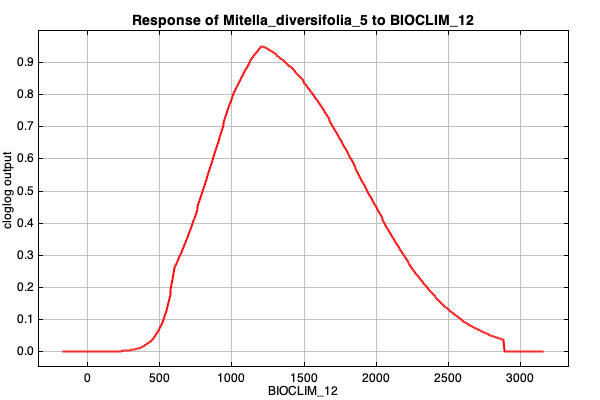 Response of Mitella_diversifolia_5 to BIOCLIM_12
cloglog output
0.9
0.8
0.7
0.6
0.5
0.4
0.3
0.2
0.1
0.0
0 500 1000 1500 2000 2500 3000
BIOCLIM_12